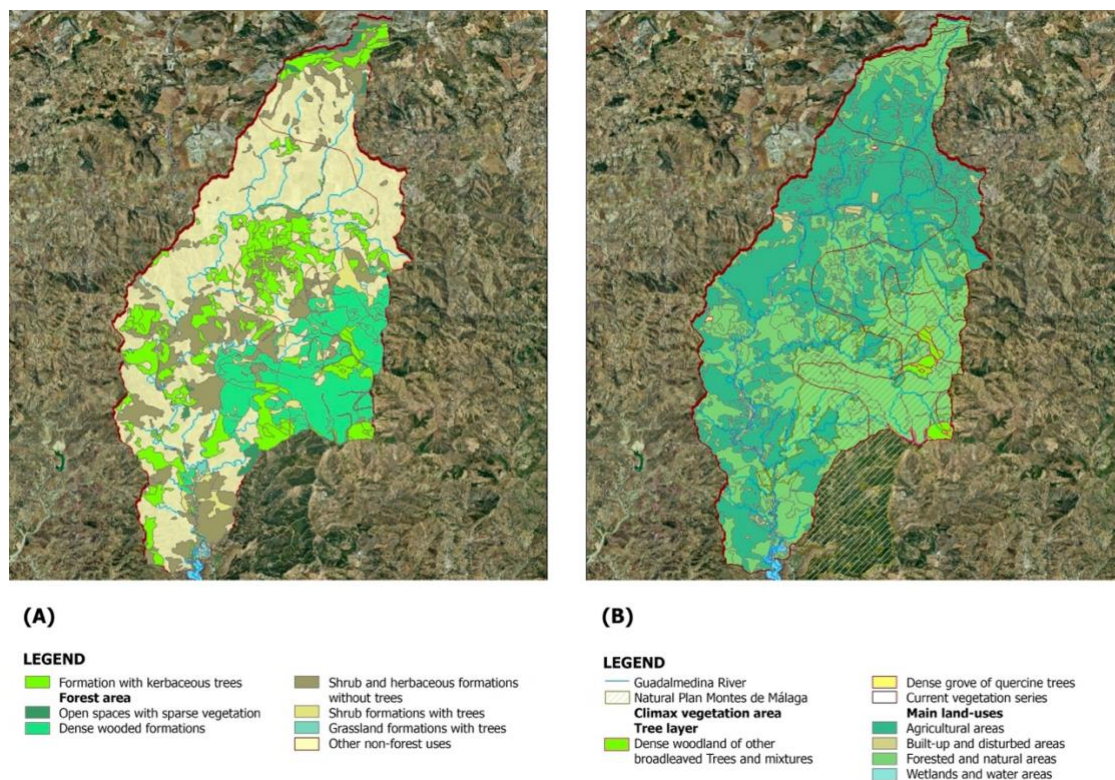 (A)
LEGEND
Formation with kerbaceous trees
Forest area
Open spaces with sparse vegetation
Dense wooded formations
Shrub and herbaceous formations
without trees
Shrub formations with trees
Grassland formations with trees
Other non-forest uses
(B)
LEGEND
Guadalmedina River
Natural Plan Montes de Málaga
Climax vegetation area
Tree layer
Dense woodland of other
broadleaved Trees and mixtures
Dense grove of quercine trees
Current vegetation series
Main land-uses
Agricultural areas
Built-up and disturbed areas
Forested and natural areas
Wetlands and water areas